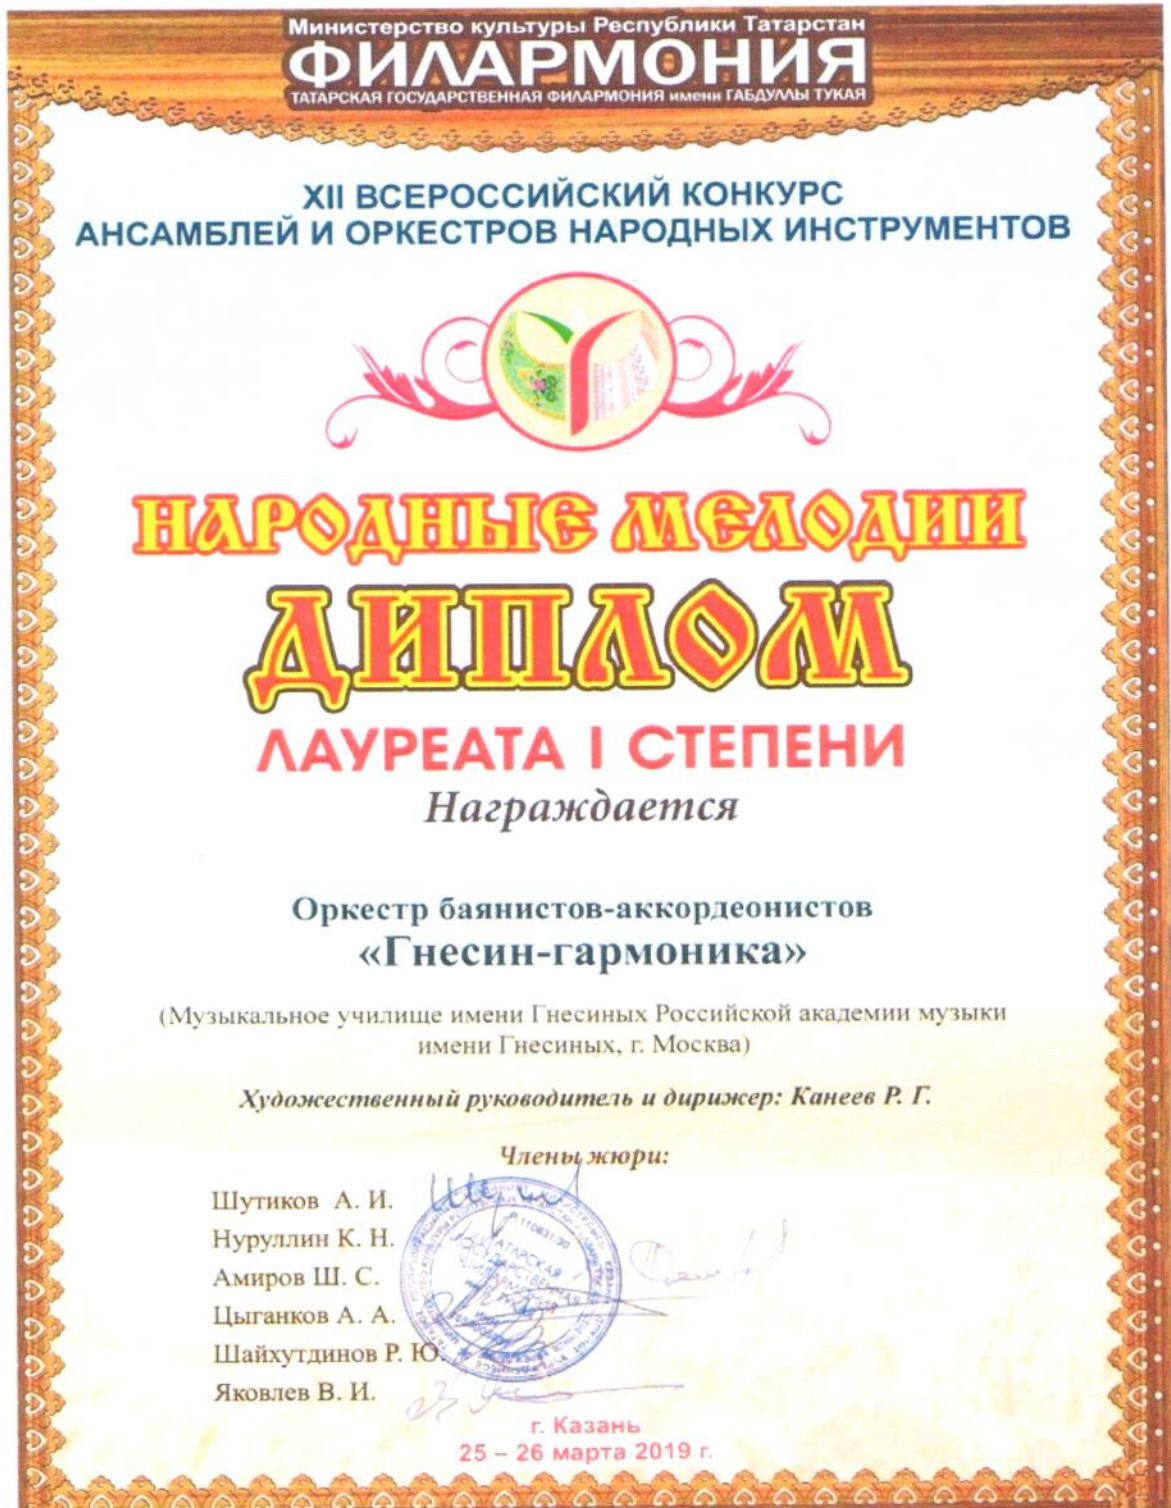 Министерство культуры Республики Татарстан
ФИЛАРМОНИЯ
ТАТАРСКАЯ ГОСУДАРСТВЕННАЯ ФИЛАРМОНИЯ имени ГАБДУЛЛЫ ТУКАЯ
XII ВСЕРОССИЙСКИЙ КОНКУРС
АНСАМБЛЕЙ И ОРКЕСТРОВ НАРОДНЫХ ИНСТРУМЕНТОВ
НАРОДНЫЕ МЕЛОДИИ
ДИПЛОМ
ЛАУРЕАТА I СТЕПЕНИ
Награждается
Оркестр баянистов-аккордеонистов
«Гнесин-гармоника»
(Музыкальное училище имени Гнесиных Российской академии музыки
имени Гнесиных, г. Москва)
Художественный руководитель и дирижер: Канеев Р. Г.
Члены жюри:
Шутиков А. И.
Нуруллин К. Н.
Амиров Ш. С.
Цыганков А. А.
Шайхутдинов Р. Ю.
Яковлев В. И.
ТАТАРСКАЯ
ГОСУДАРСТВЕННАЯ
г. Казань
25 – 26 марта 2019 г.